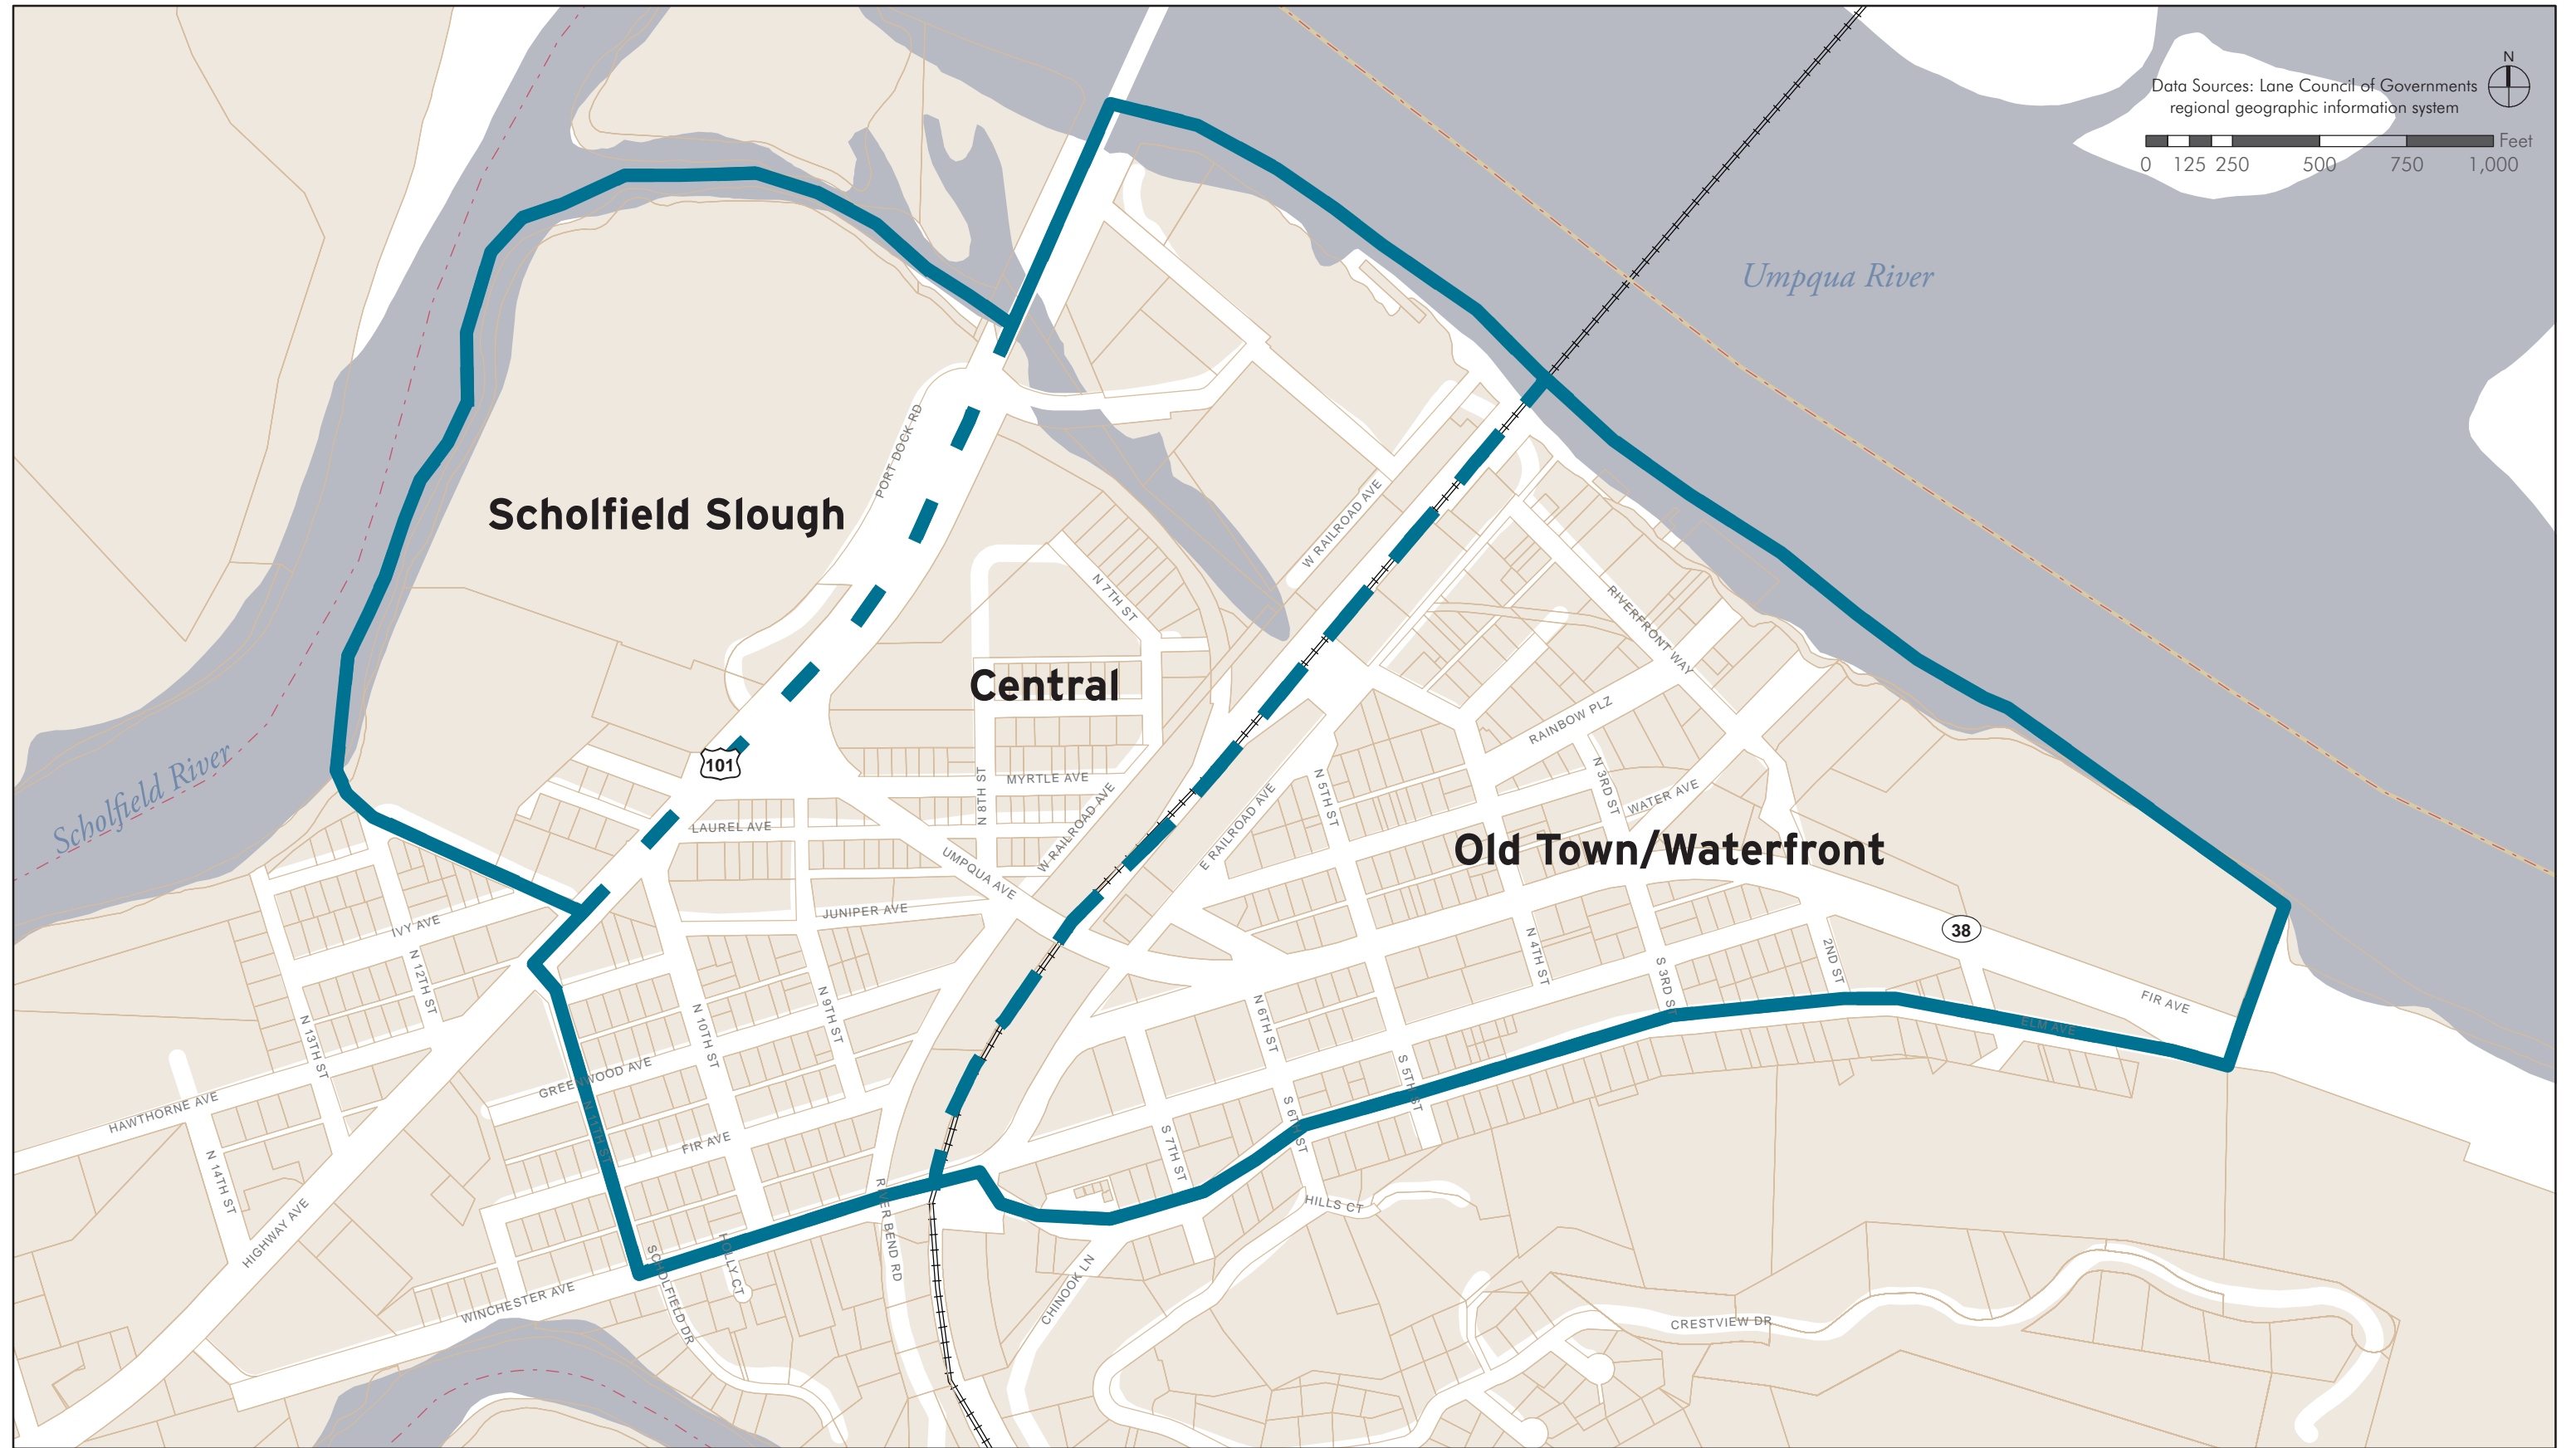 N
Data Sources: Lane Council of Governments
regional geographic information system
Feet
0 125 250 500 750 1,000
Umpqua River
PORT DOCK RD
Scholfield Slough
W RAILROAD AVE
N 7TH ST
RIVERFRONT WAY
Central
RAINBOW PLZ
101
Scholfield River
MYRTLE AVE
N 8TH ST
N 5TH ST
N 3RD ST
WATER AVE
LAUREL AVE
W RAILROAD AVE
E RAILROAD AVE
Old Town/Waterfront
UMPQUA AVE
JUNIPER AVE
IVY AVE
38
N 12TH ST
N 4TH ST
S 3RD ST
2ND ST
FIR AVE
ELM AVE
N 13TH ST
N 10TH ST
N 9TH ST
N 6TH ST
GREENWOOD AVE
S 5TH ST
HAWTHORNE AVE
N 11TH ST
FIR AVE
S 6TH ST
S 7TH ST
N 14TH ST
HIGHWAY AVE
RIVER BEND RD
HILLS CT
HOLLY CT
SCHOLFIELD DR
WINCHESTER AVE
CHINOOK LN
CRESTVIEW DR